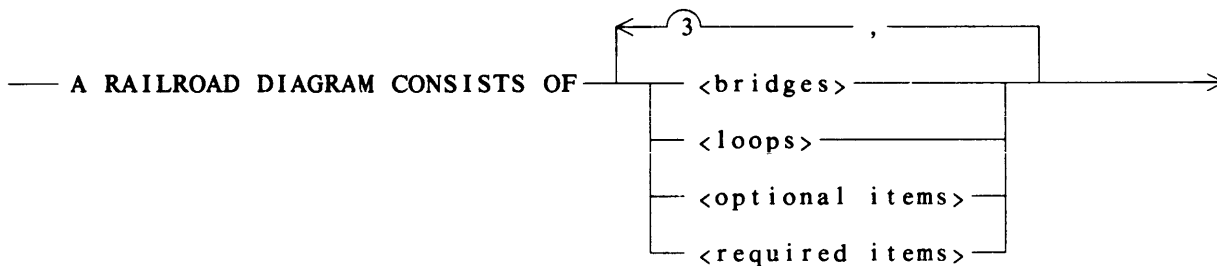 3 ,
A RAILROAD DIAGRAM CONSISTS OF <bridges>
<loops>
<optional items>
<required items>